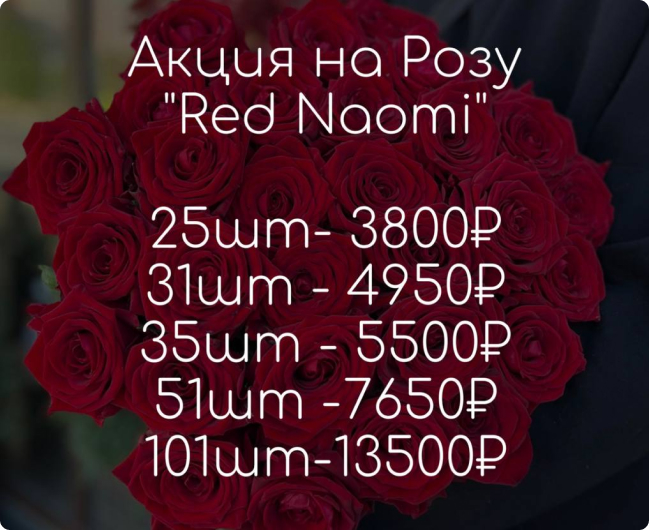 Акция на Розу
"Red Naomi"
25шт- 3800₽
31шт - 4950₽
35шт - 5500₽
51шт -7650₽
101шт-13500₽